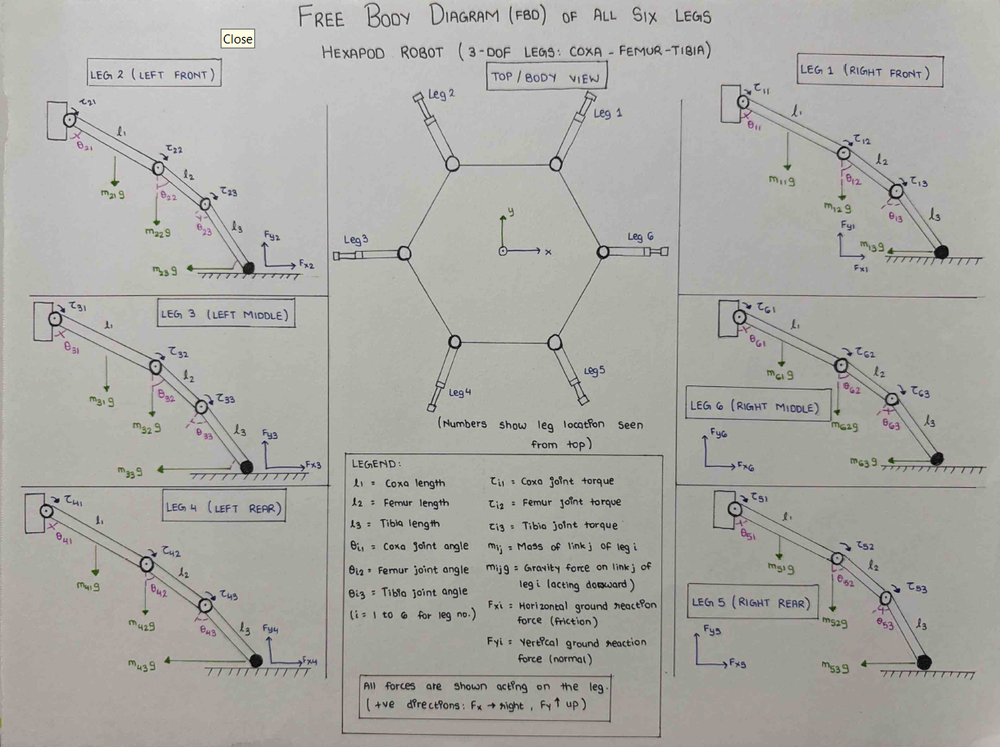 FREE BODY DIAGRAM (FBD) OF ALL SIX LEGS
Close
HEXAPOD ROBOT (3-DOF LEGS: COXA - FEMUR-TIBIA)
LEG 2 (LEFT FRONT)
τ21
l1
θ21
m21g
τ22
l2
θ22
m22g
τ23
l3
θ23
m23g
Fy2
Fx2
LEG 3 (LEFT MIDDLE)
τ31
l1
θ31
m31g
τ32
l2
θ32
m32g
τ33
l3
θ33
m33g
Fy3
Fx3
LEG 4 (LEFT REAR)
τ41
l1
θ41
m41g
τ42
l2
θ42
m42g
τ43
l3
θ43
m43g
Fy4
Fx4
TOP / BODY VIEW
Leg 2
Leg 1
Leg 3
Leg 6
y
x
Leg 4
Leg 5
(Numbers show leg location seen
from top)
LEGEND:
l1 = Coxa length
l2 = Femur length
l3 = Tibia length
θi1 = Coxa joint angle
θi2 = Femur joint angle
θi3 = Tibia joint angle
(i = 1 to 6 for leg no.)
τi1 = Coxa joint torque
τi2 = Femur joint torque
τi3 = Tibia joint torque
mij = Mass of link j of leg i
mijg = Gravity force on link j of
leg i (acting downward)
Fxi = Horizontal ground reaction
force (friction)
Fyi = Vertical ground reaction
force (normal)
All forces are shown acting on the leg.
(+ve directions: Fx → right, Fy ↑ up)
LEG 1 (RIGHT FRONT)
τ11
l1
θ11
m11g
τ12
l2
θ12
m12g
τ13
l3
θ13
m13g
Fy1
Fx1
τ61
l1
θ61
m61g
τ62
l2
θ62
m62g
τ63
l3
θ63
m63g
LEG 6 (RIGHT MIDDLE)
Fy6
Fx6
τ51
l1
θ51
m51g
τ52
l2
θ52
m52g
τ53
l3
θ53
m53g
LEG 5 (RIGHT REAR)
Fy5
Fx5